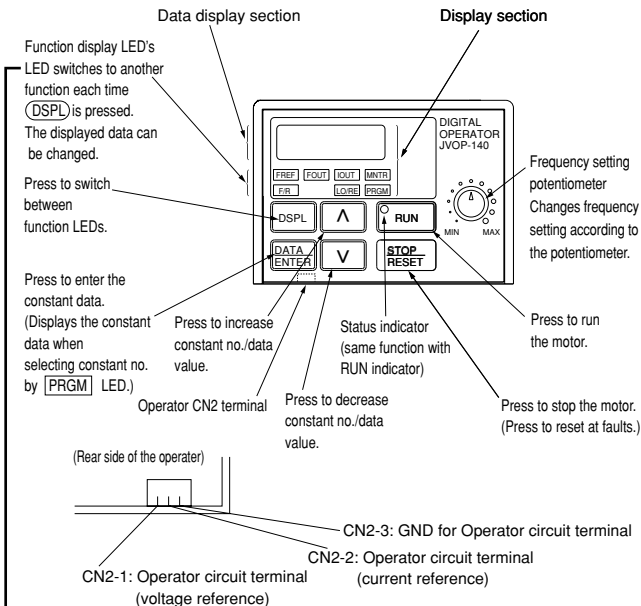 Data display section
Display section
Function display LED's
LED switches to another
function each time
DSPL is pressed.
The displayed data can
be changed.
Press to switch
between
function LEDs.
Press to enter the
constant data.
(Displays the constant
data when
selecting constant no.
by PRGM LED.)
DIGITAL
OPERATOR
JVOP-140
FREF FOUT IOUT MNTR
F/R LO/RE PRGM
DSPL
∧
RUN
MIN
MAX
DATA
ENTER
∨
STOP
RESET
Frequency setting
potentiometer
Changes frequency
setting according to
the potentiometer.
Press to increase
constant no./data
value.
Operator CN2 terminal
Press to decrease
constant no./data
value.
Status indicator
(same function with
RUN indicator)
Press to run
the motor.
Press to stop the motor.
(Press to reset at faults.)
(Rear side of the operater)
CN2-3: GND for Operator circuit terminal
CN2-2: Operator circuit terminal
(current reference)
CN2-1: Operator circuit terminal
(voltage reference)